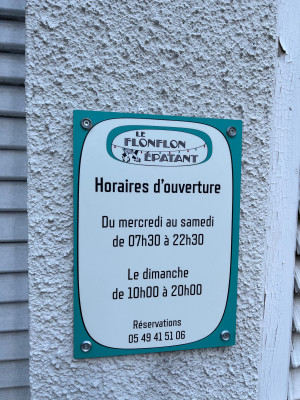 LE
FLONFLON
ÉPATANT
Horaires d'ouverture
Du mercredi au samedi
de 07h30 à 22h30
Le dimanche
de 10h00 à 20h00
Réservations
05 49 41 51 06